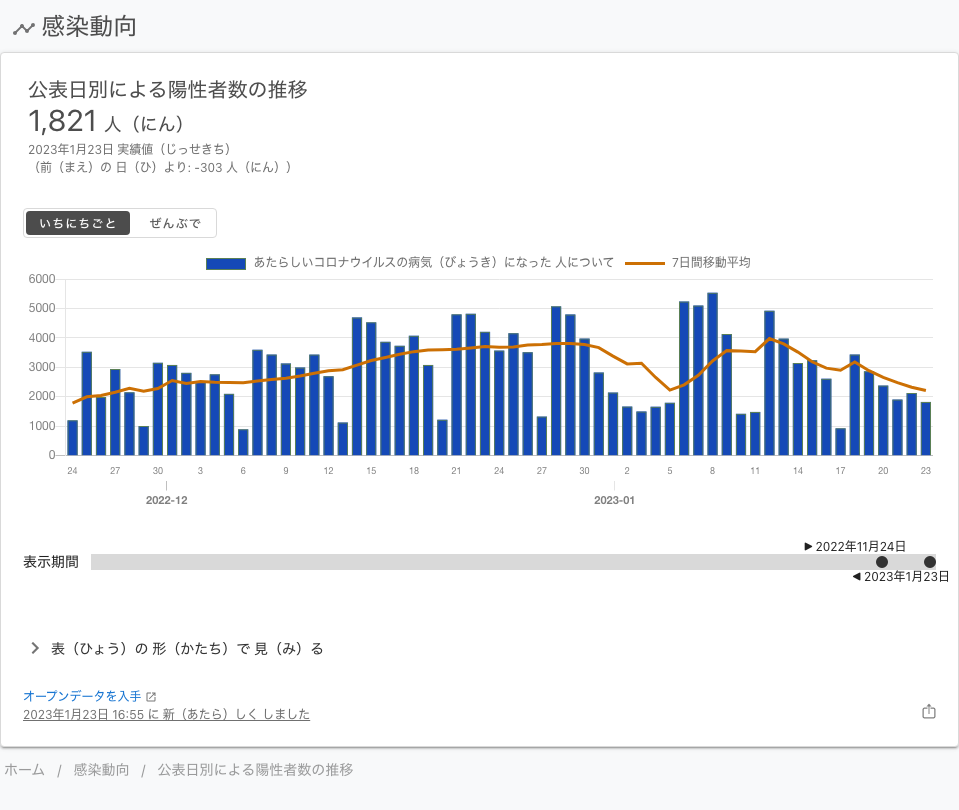 感染動向
公表日別による陽性者数の推移
1,821 人（にん）
2023年1月23日 実績値（じっせきち）
（前（まえ）の 日（ひ）より: -303 人（にん））
いちにちごと ぜんぶで
あたらしいコロナウイルスの病気（びょうき）になった 人について 7日間移動平均
6000
5000
4000
3000
2000
1000
0
24 27 30 3 6 9 12 15 18 21 24 27 30 2 5 8 11 14 17 20 23
2022-12 2023-01
2022年11月24日
表示期間
2023年1月23日
表（ひょう）の 形（かたち）で 見（み）る
オープンデータを入手
2023年1月23日 16:55 に 新（あたら）しく しました
ホーム / 感染動向 / 公表日別による陽性者数の推移